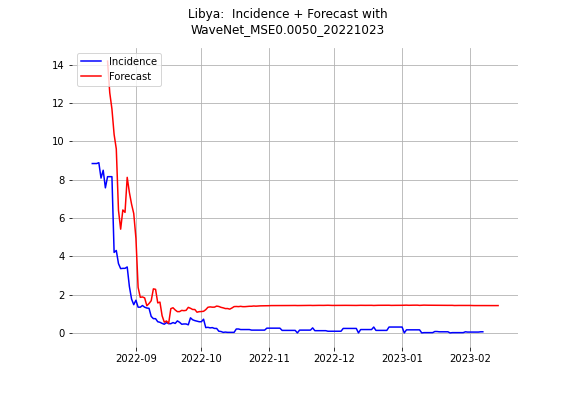 Libya:  Incidence + Forecast with
WaveNet_MSE0.0050_20221023
Incidence
Forecast
14
12
10
8
6
4
2
0
2022-09 2022-10 2022-11 2022-12 2023-01 2023-02